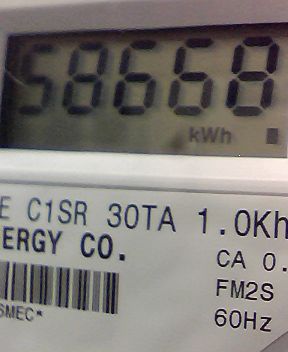 58668
kWh
E C1SR 30TA 1.0Kh
ERGY CO.
CA 0.
FM2S
SMEC*
60Hz